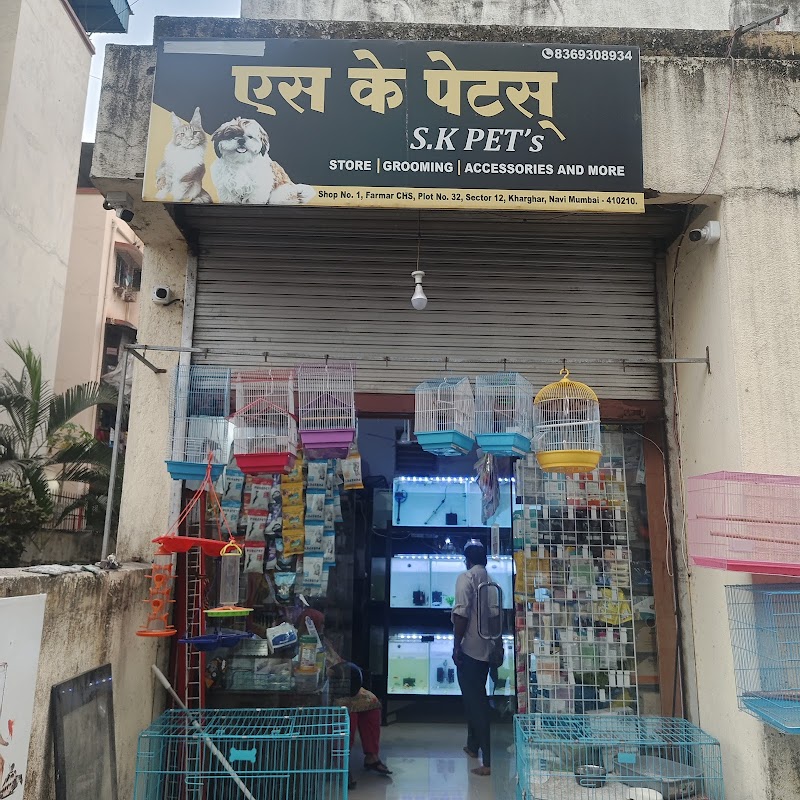 8369308934
एस के पेटस्
S.K PET's
STORE | GROOMING | ACCESSORIES AND MORE
Shop No. 1, Farmar CHS, Plot No. 32, Sector 12, Kharghar, Navi Mumbai - 410210.